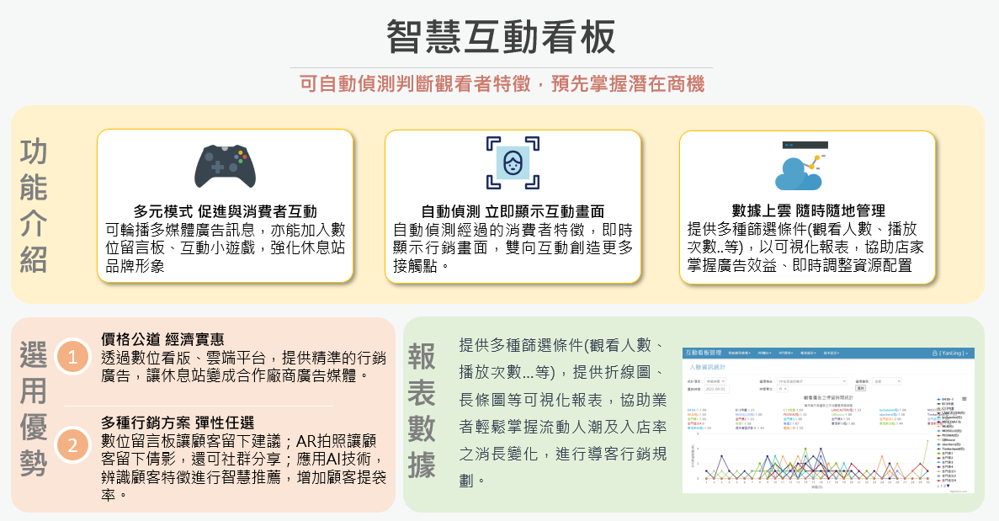 智慧互動看板
可自動偵測判斷觀看者特徵，預先掌握潛在商機
功能介紹
多元模式 促進與消費者互動
可輪播多媒體廣告訊息，亦能加入數
位留言板、互動小遊戲，強化休息站
品牌形象
自動偵測 立即顯示互動畫面
自動偵測經過的消費者特徵，即時
顯示行銷畫面，雙向互動創造更多
接觸點。
數據上雲 隨時隨地管理
提供多種篩選條件(觀看人數、播放
次數..等)，以可視化報表，協助店家
掌握廣告效益、即時調整資源配置
選用優勢
1
價格公道 經濟實惠
透過數位看版、雲端平台，提供精準的行銷
廣告，讓休息站變成合作廠商廣告媒體。
2
多種行銷方案 彈性任選
數位留言板讓顧客留下建議；AR拍照讓顧
客留下倩影，還可社群分享；應用AI技術，
辨識顧客特徵進行智慧推薦，增加顧客提袋
率。
報表數據
提供多種篩選條件(觀看人數、
播放次數...等)，提供折線圖、
長條圖等可視化報表，協助業
者輕鬆掌握流動人潮及入店率
之消長變化，進行導客行銷規
劃。
互動看板管理
[ YanLing ]
人臉資訊統計
2021-04-01
觀看廣告之停留時間統計